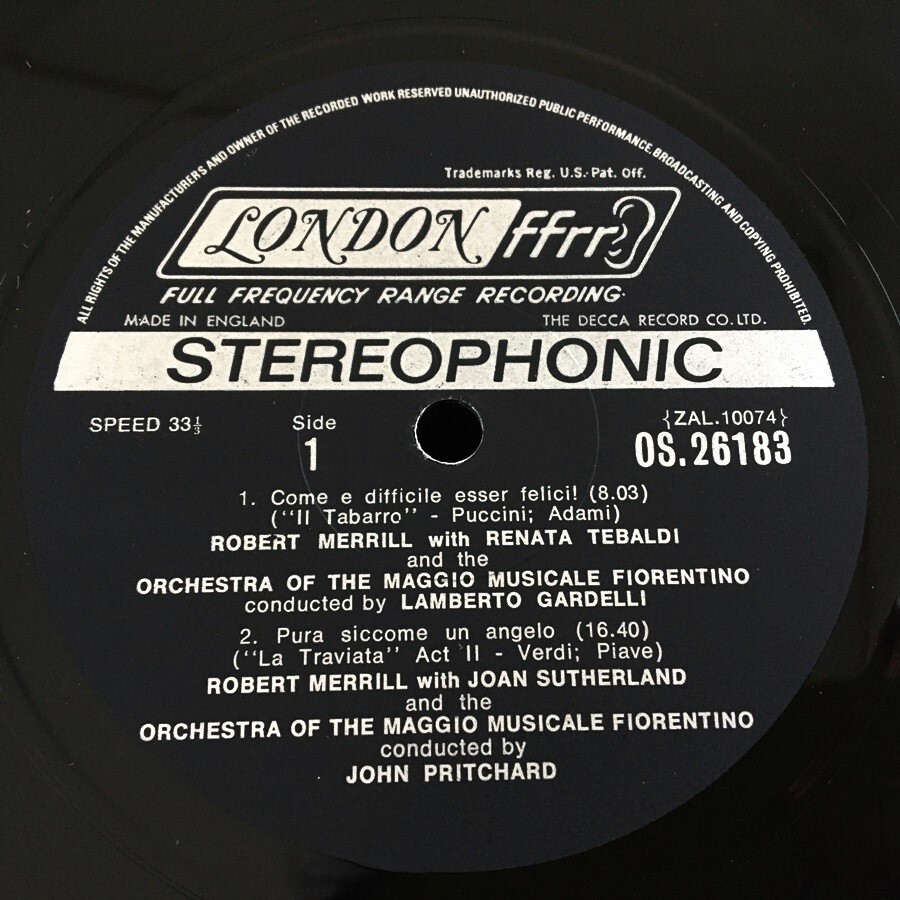 ALL RIGHTS OF THE MANUFACTURERS AND OWNER OF THE RECORDED WORK RESERVED UNAUTHORIZED PUBLIC PERFORMANCE, BROADCASTING AND COPYING PROHIBITED.
Trademarks Reg. U.S. Pat. Off.
LONDON ffrr
FULL FREQUENCY RANGE RECORDING
MADE IN ENGLAND THE DECCA RECORD CO. LTD.
STEREOPHONIC
SPEED 33⅓ Side {ZAL.10074}
1 OS.26183
1. Come e difficile esser felici! (8.03)
("Il Tabarro" - Puccini; Adami)
ROBERT MERRILL with RENATA TEBALDI
and the
ORCHESTRA OF THE MAGGIO MUSICALE FIORENTINO
conducted by LAMBERTO GARDELLI
2. Pura siccome un angelo (16.40)
("La Traviata" Act II - Verdi; Piave)
ROBERT MERRILL with JOAN SUTHERLAND
and the
ORCHESTRA OF THE MAGGIO MUSICALE FIORENTINO
conducted by
JOHN PRITCHARD